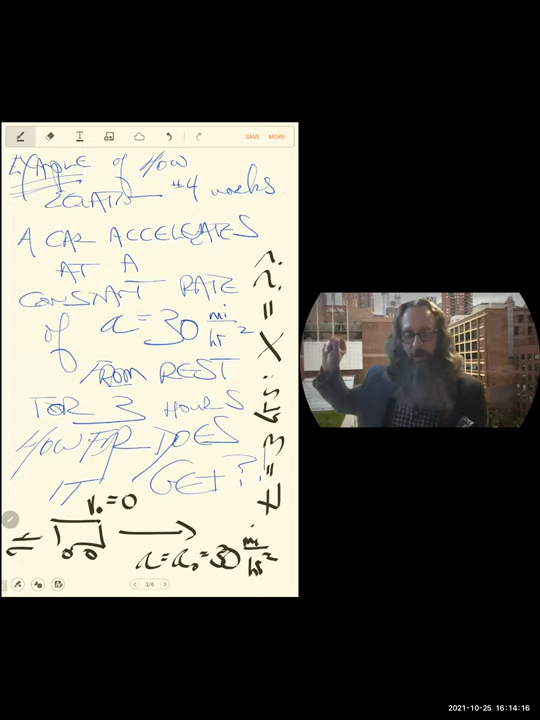 SAVE MORE
EXAMPLE of HOW
EQUATION #4 works
A CAR ACCELERATES
AT A
CONSTANT RATE
of a = 30 mi/hr²
FROM REST
FOR 3 HOURS
HOW FAR DOES
IT GET??
V₀ = 0
a = a₀ = 30 mi/hr²
t = 3 hrs: X = ??
3/6
2021-10-25 16:14:16